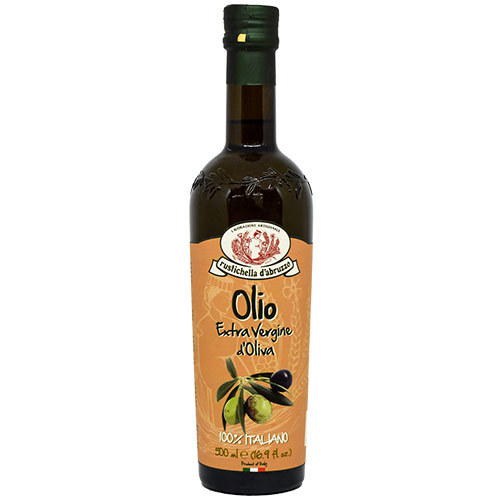 LAVORAZIONE ARTIGIANALE
rustichella d'abruzzo
Olio
Extra Vergine
d'Oliva
100% ITALIANO
500 ml e (16.9 fl oz.)
Product of Italy